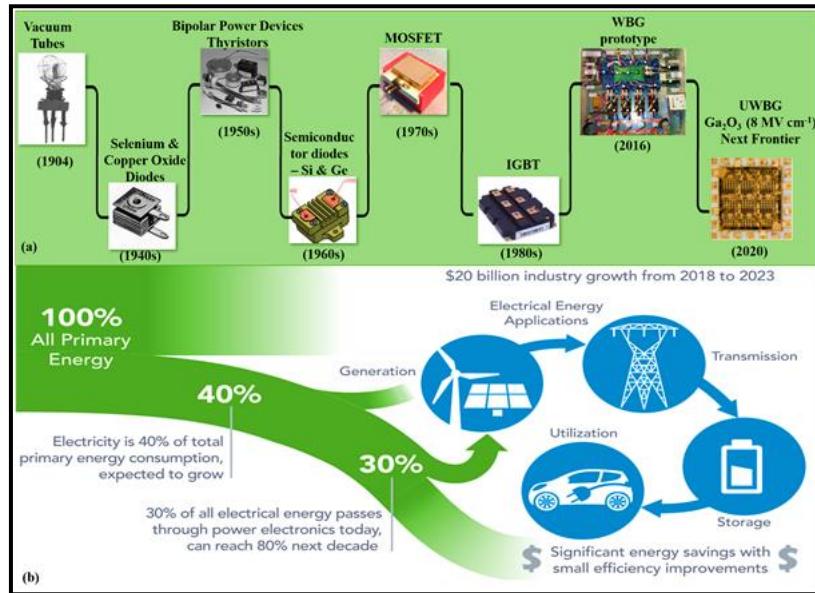 Vacuum
Tubes
(1904)
Selenium &
Copper Oxide
Diodes
(1940s)
Bipolar Power Devices
Thyristors
(1950s)
Semiconduc
tor diodes
– Si & Ge
(1960s)
MOSFET
(1970s)
IGBT
(1980s)
WBG
prototype
(2016)
UWBG
Ga₂O₃ (8 MV cm⁻¹)
Next Frontier
(2020)
(a)
$20 billion industry growth from 2018 to 2023
100%
All Primary
Energy
40%
Electricity is 40% of total
primary energy consumption,
expected to grow
30%
30% of all electrical energy passes
through power electronics today,
can reach 80% next decade
Generation
Electrical Energy
Applications
Transmission
Utilization
Storage
$ Significant energy savings with $
small efficiency improvements
(b)